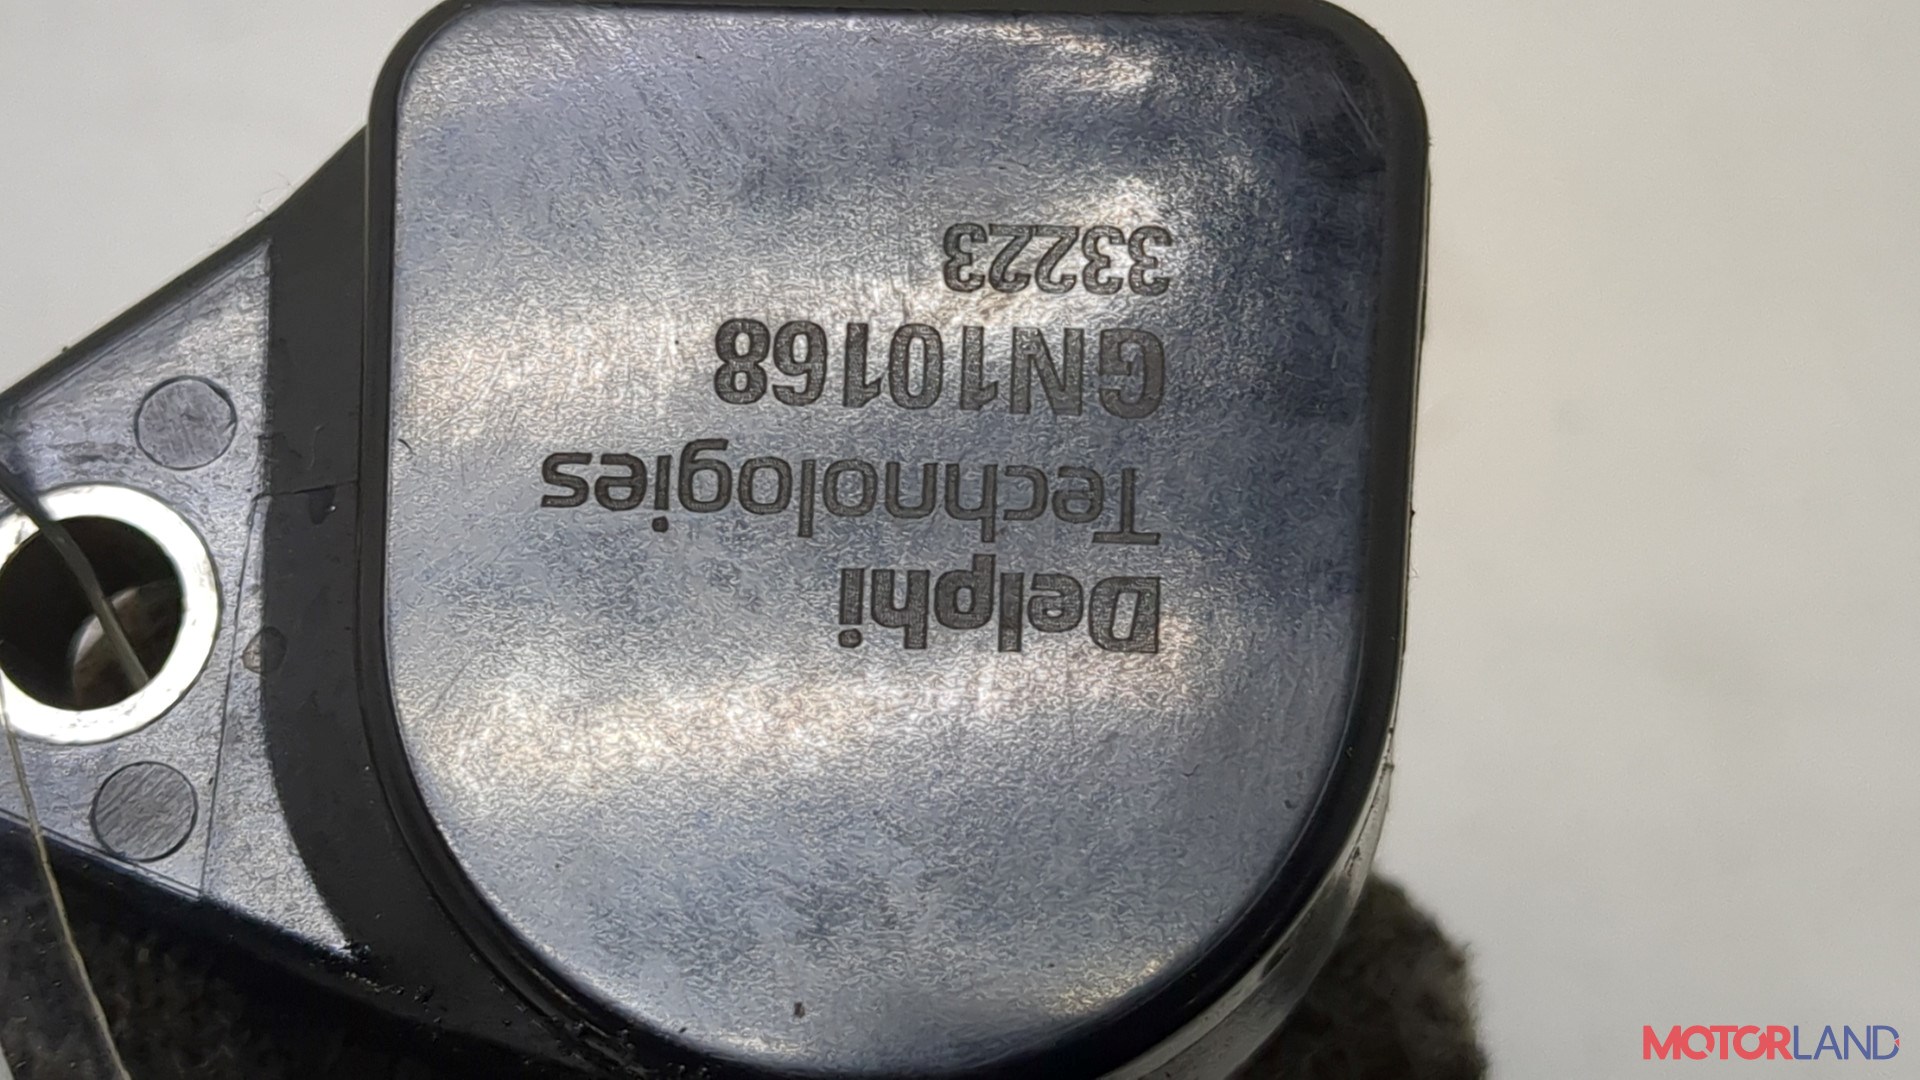 Delphi
Technologies
GN10168
33223
MOTORLAND